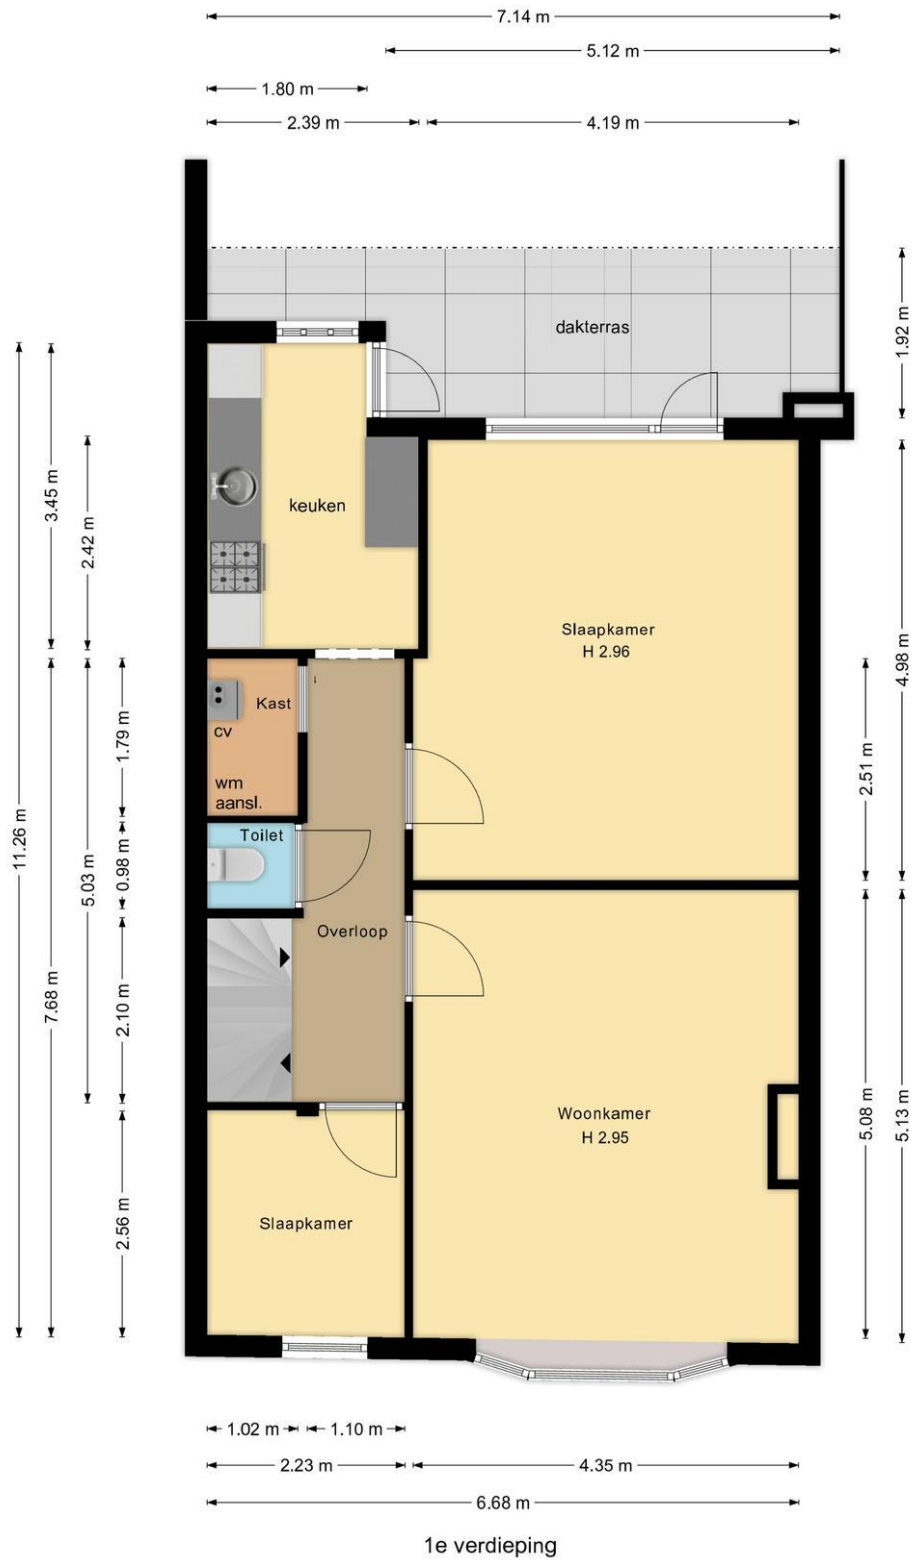 7.14 m
5.12 m
1.80 m
2.39 m
4.19 m
dakterras
1.92 m
keuken
3.45 m
2.42 m
Slaapkamer
H 2.96
4.98 m
Kast
cv
wm
aansl.
1.79 m
2.51 m
Toilet
0.98 m
11.26 m
5.03 m
Overloop
7.68 m
2.10 m
Woonkamer
H 2.95
5.08 m
5.13 m
Slaapkamer
2.56 m
1.02 m
1.10 m
2.23 m
4.35 m
6.68 m
1e verdieping